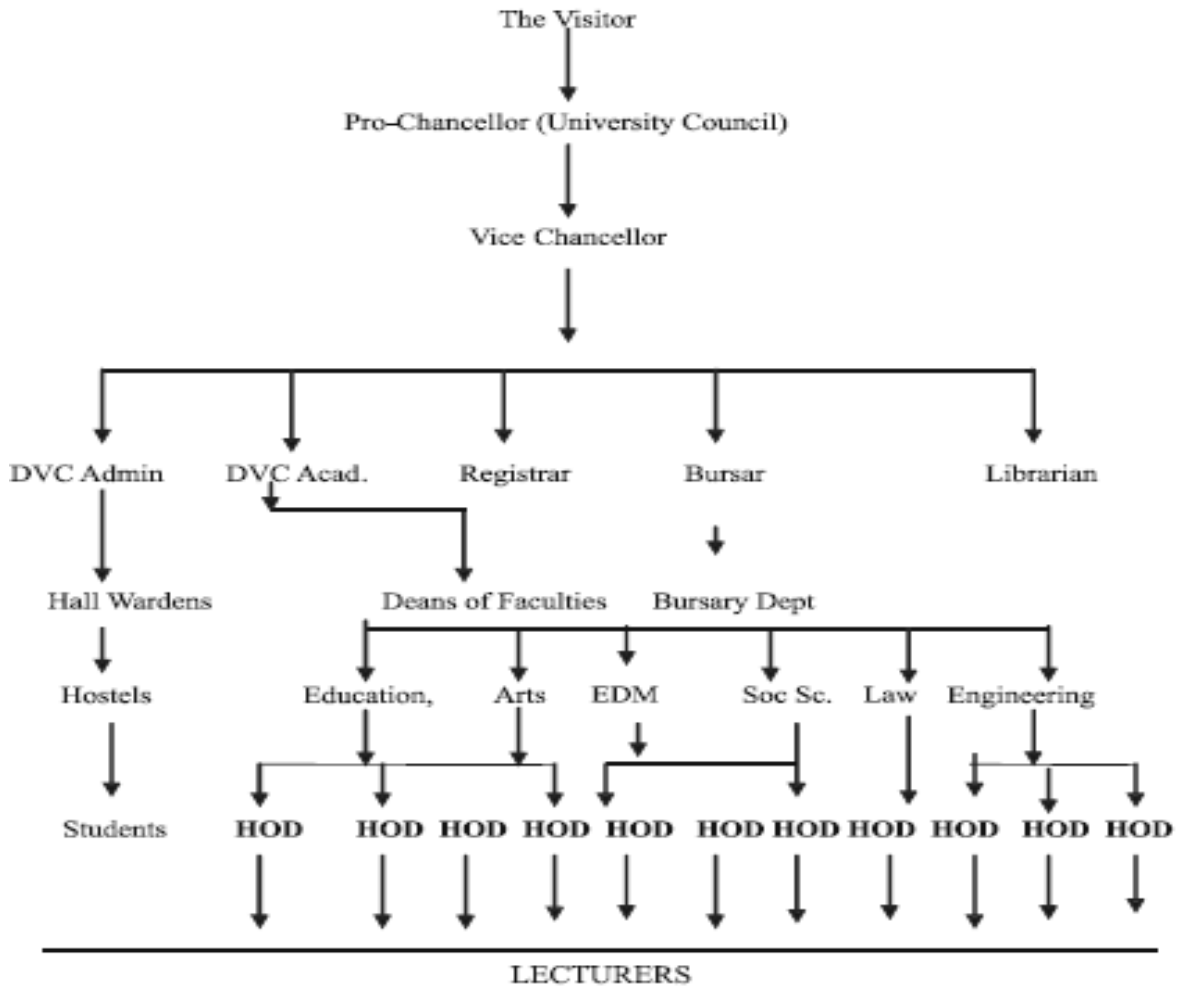 The Visitor
Pro-Chancellor (University Council)
Vice Chancellor
DVC Admin DVC Acad. Registrar Bursar Librarian
Hall Wardens Deans of Faculties Bursary Dept
Hostels Education, Arts EDM Soc Sc. Law Engineering
Students HOD HOD HOD HOD HOD HOD HOD HOD HOD HOD HOD
LECTURERS